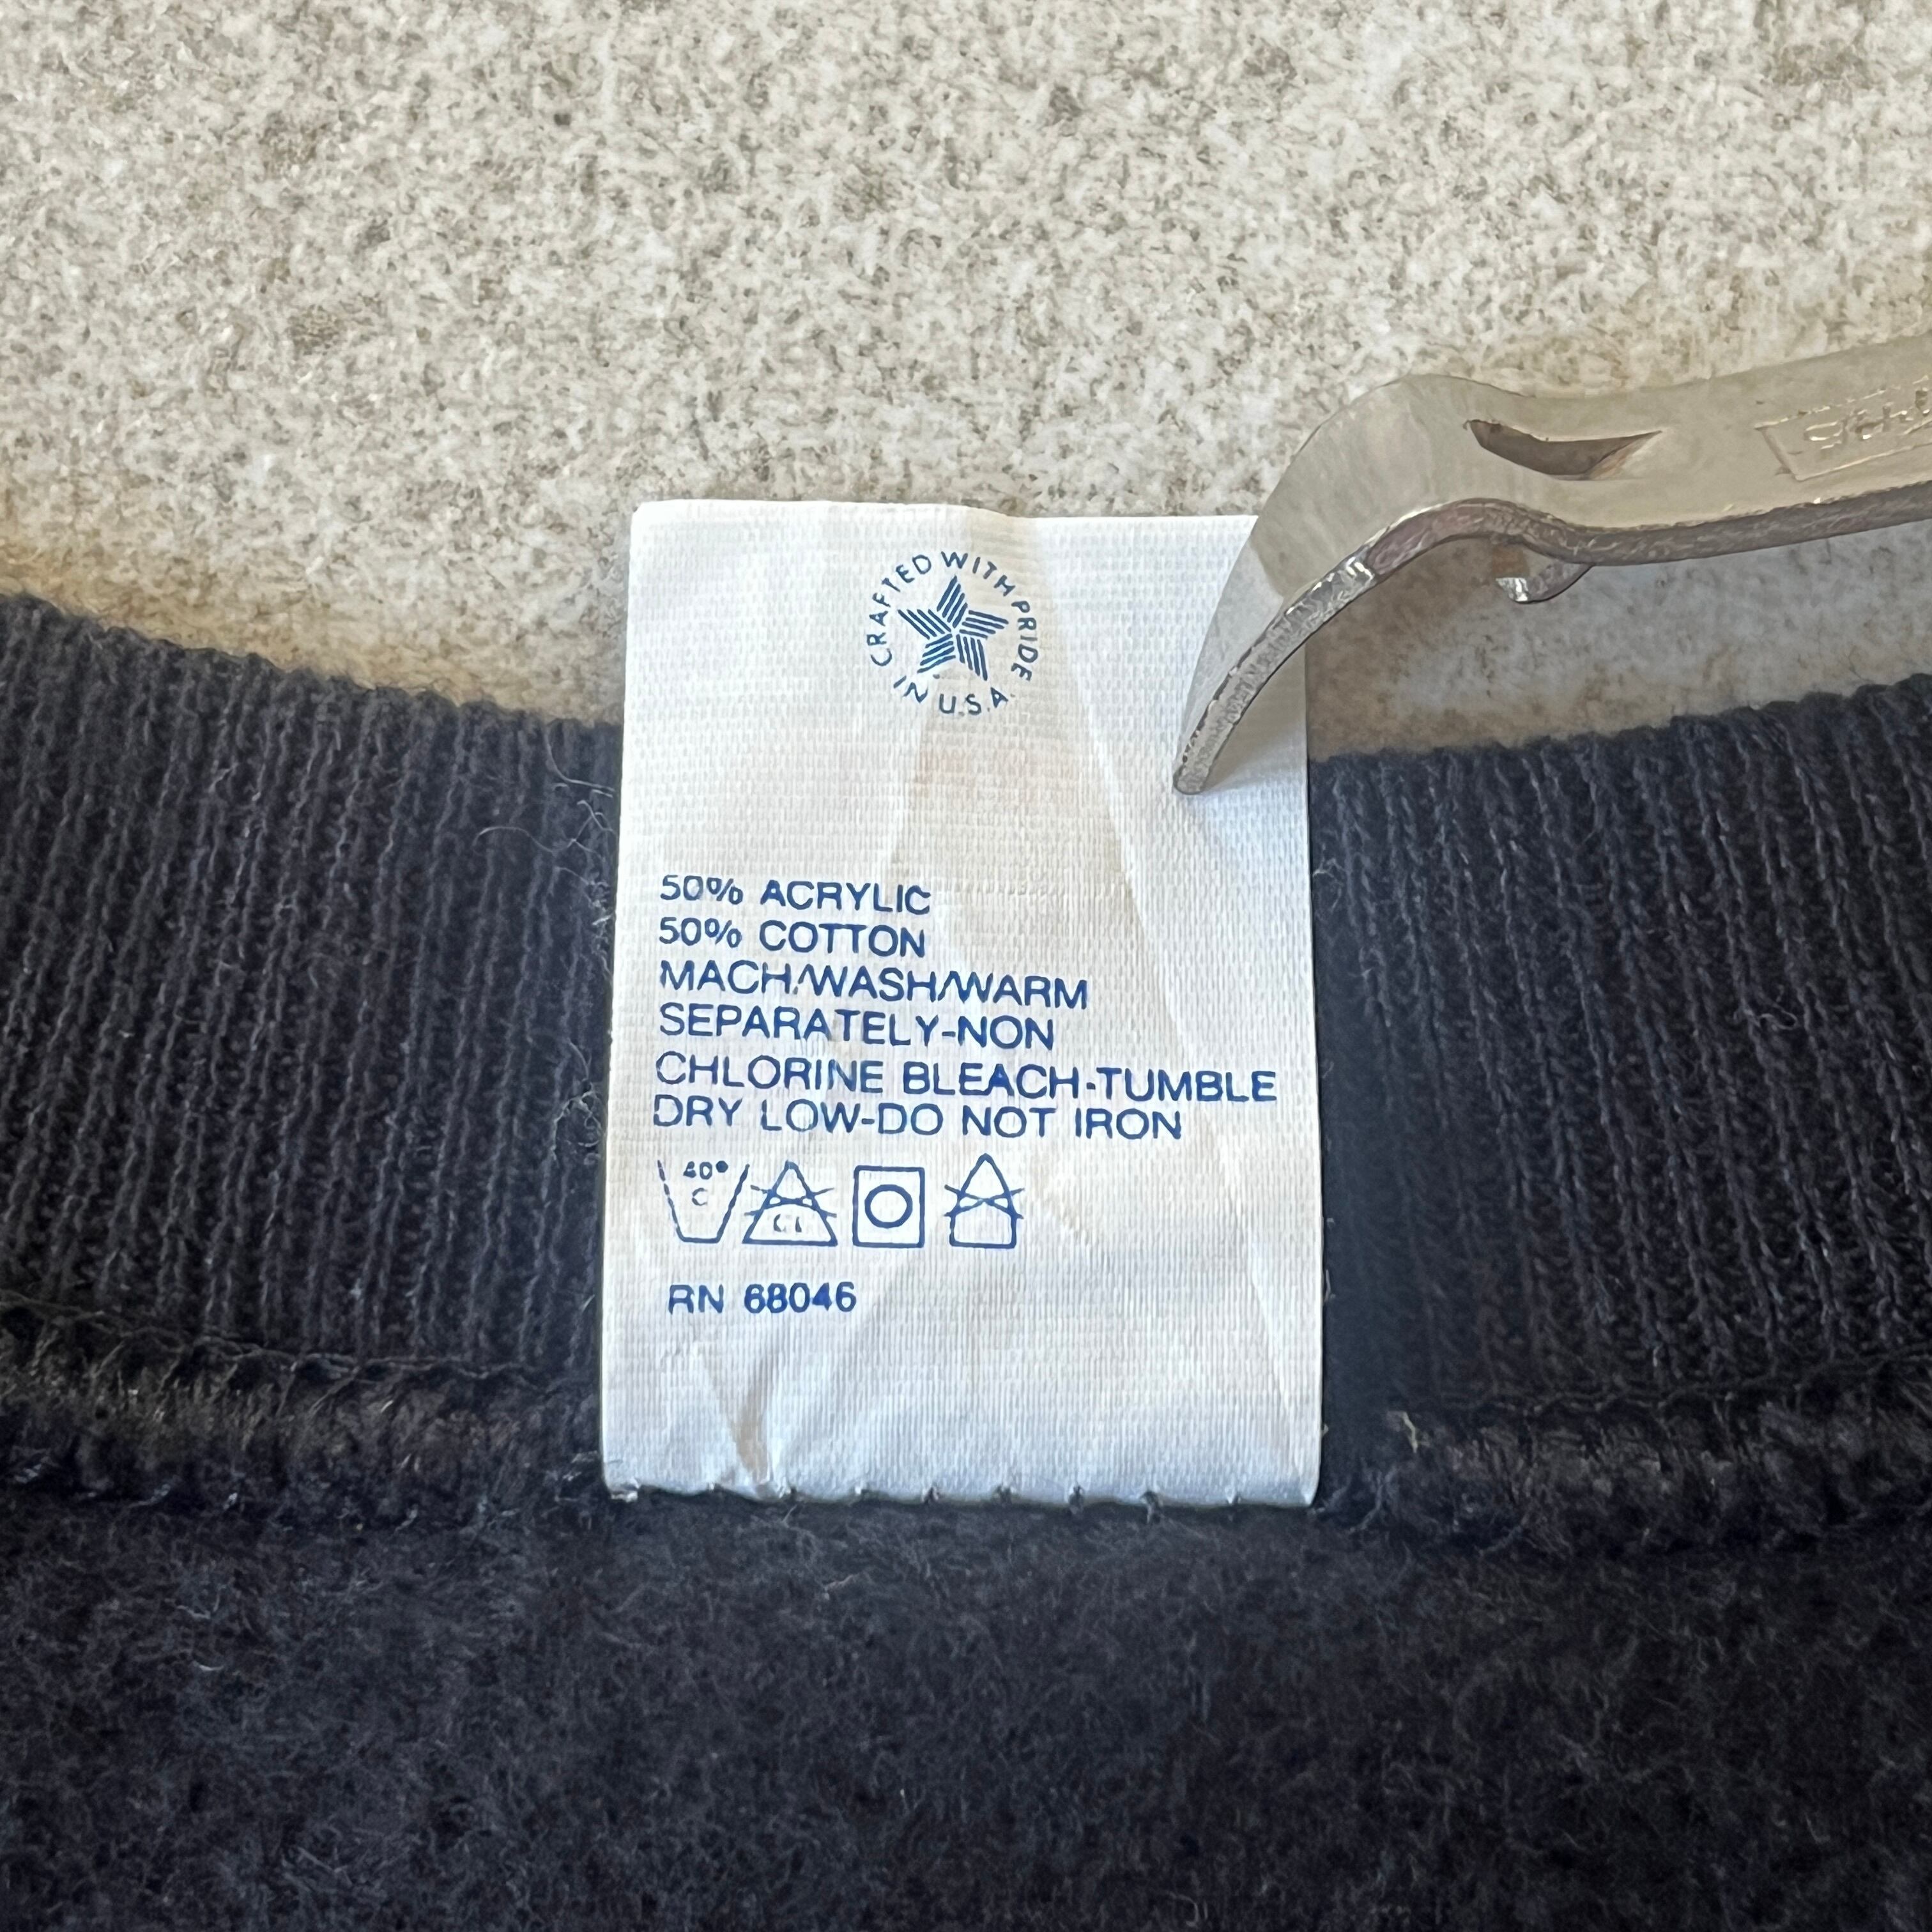 CRAFTED WITH PRIDE
IN U.S.A.
50% ACRYLIC
50% COTTON
MACH/WASH/WARM
SEPARATELY-NON
CHLORINE BLEACH-TUMBLE
DRY LOW-DO NOT IRON
40°
C
CL
RN 68046